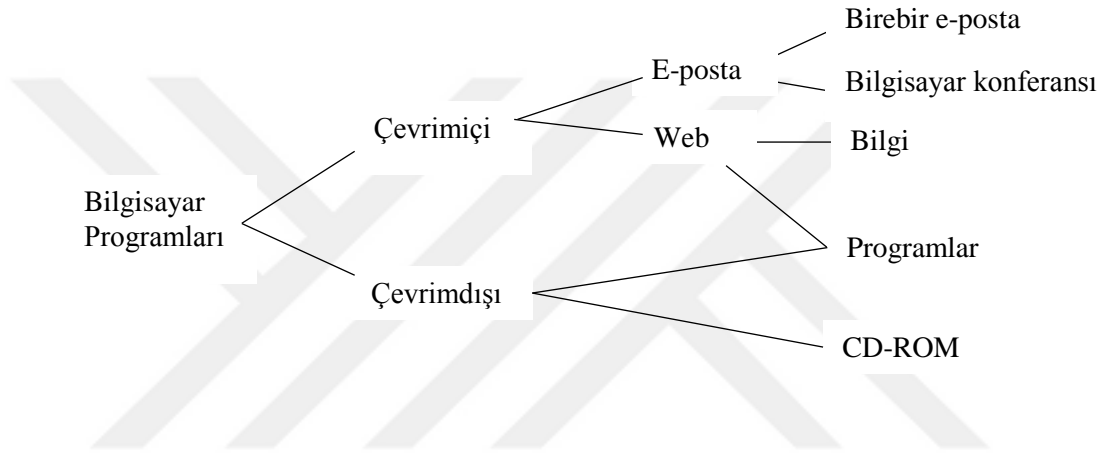 Birebir e-posta
E-posta
Bilgisayar konferansı
Çevrimiçi
Web
Bilgi
Bilgisayar
Programları
Programlar
Çevrimdışı
CD-ROM